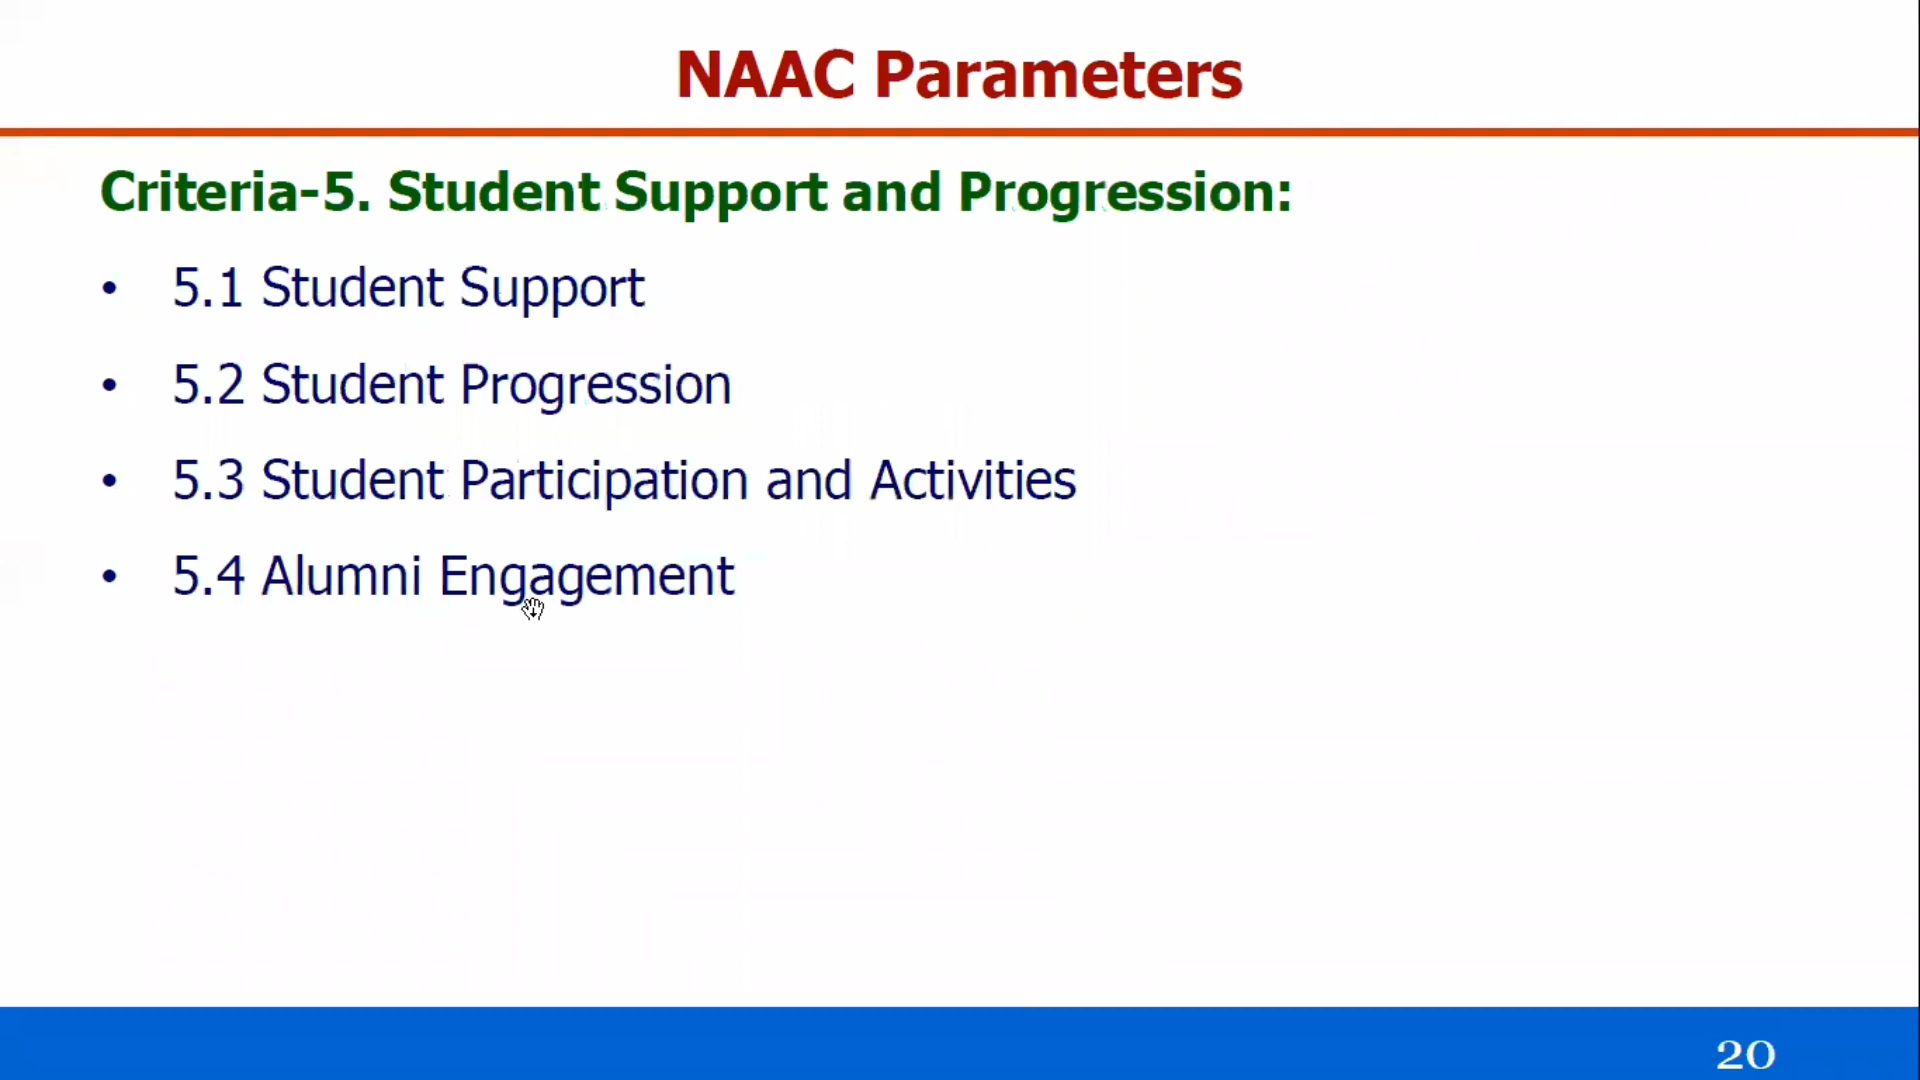 NAAC Parameters
Criteria-5. Student Support and Progression:
• 5.1 Student Support
• 5.2 Student Progression
• 5.3 Student Participation and Activities
• 5.4 Alumni Engagement
20